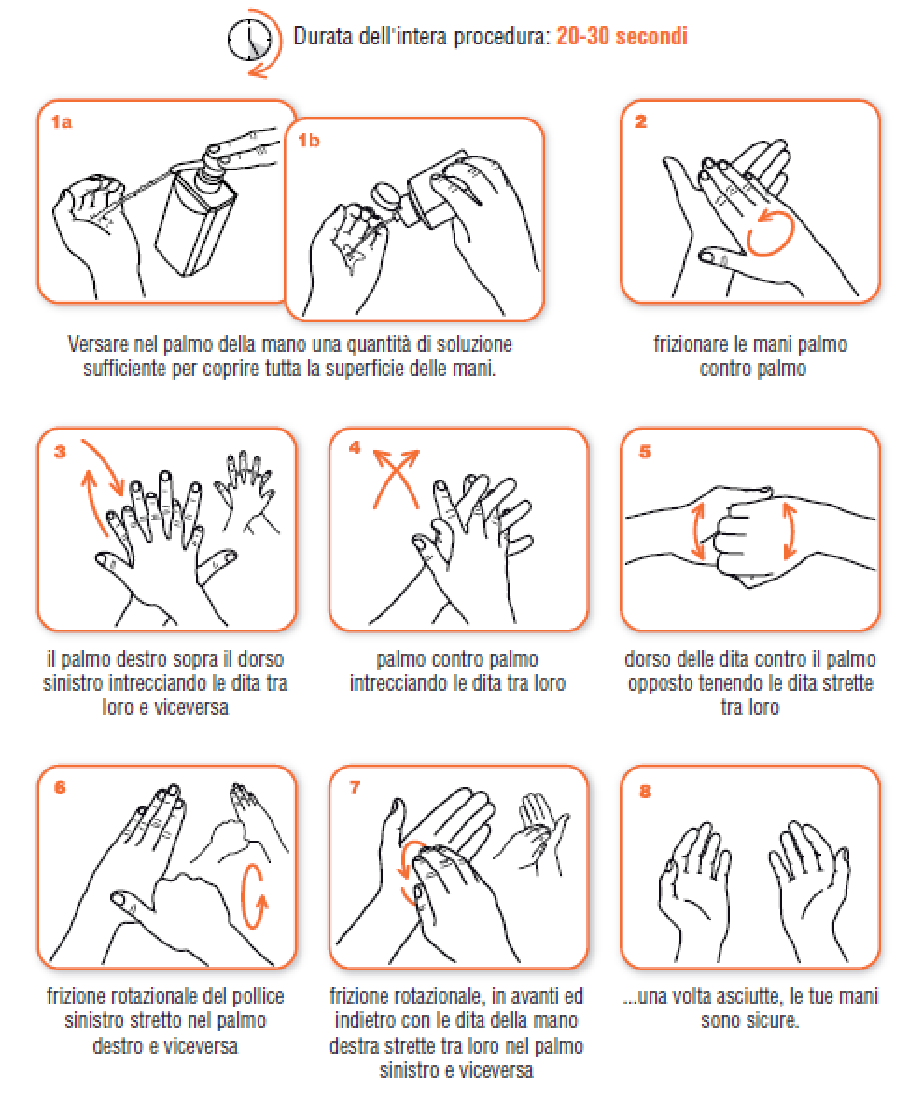 Durata dell'intera procedura: 20-30 secondi
1a
1b
Versare nel palmo della mano una quantità di soluzione
sufficiente per coprire tutta la superficie delle mani.
2
frizionare le mani palmo
contro palmo
3
il palmo destro sopra il dorso
sinistro intrecciando le dita tra
loro e viceversa
4
palmo contro palmo
intrecciando le dita tra loro
5
dorso delle dita contro il palmo
opposto tenendo le dita strette
tra loro
6
frizione rotazionale del pollice
sinistro stretto nel palmo
destro e viceversa
7
frizione rotazionale, in avanti ed
indietro con le dita della mano
destra strette tra loro nel palmo
sinistro e viceversa
8
...una volta asciutte, le tue mani
sono sicure.